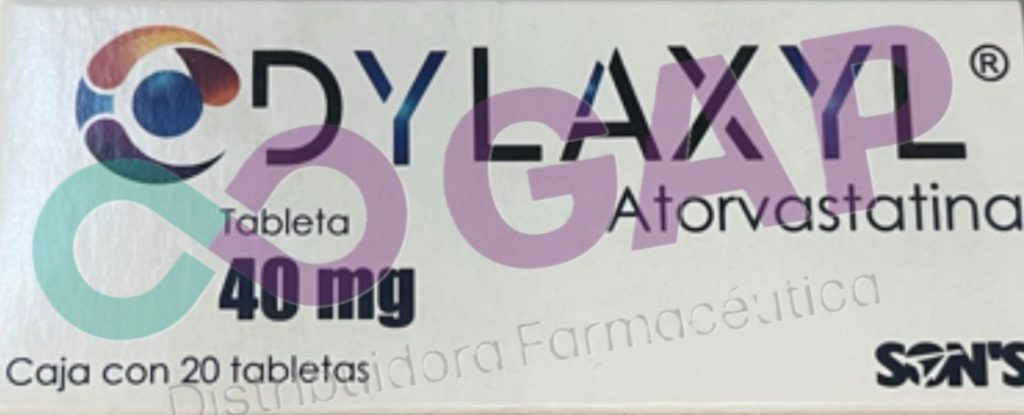 DYLAXYL®
GAP
Atorvastatina
Tableta
40 mg
Distribuidora Farmacéutica
Caja con 20 tabletas
SON'S